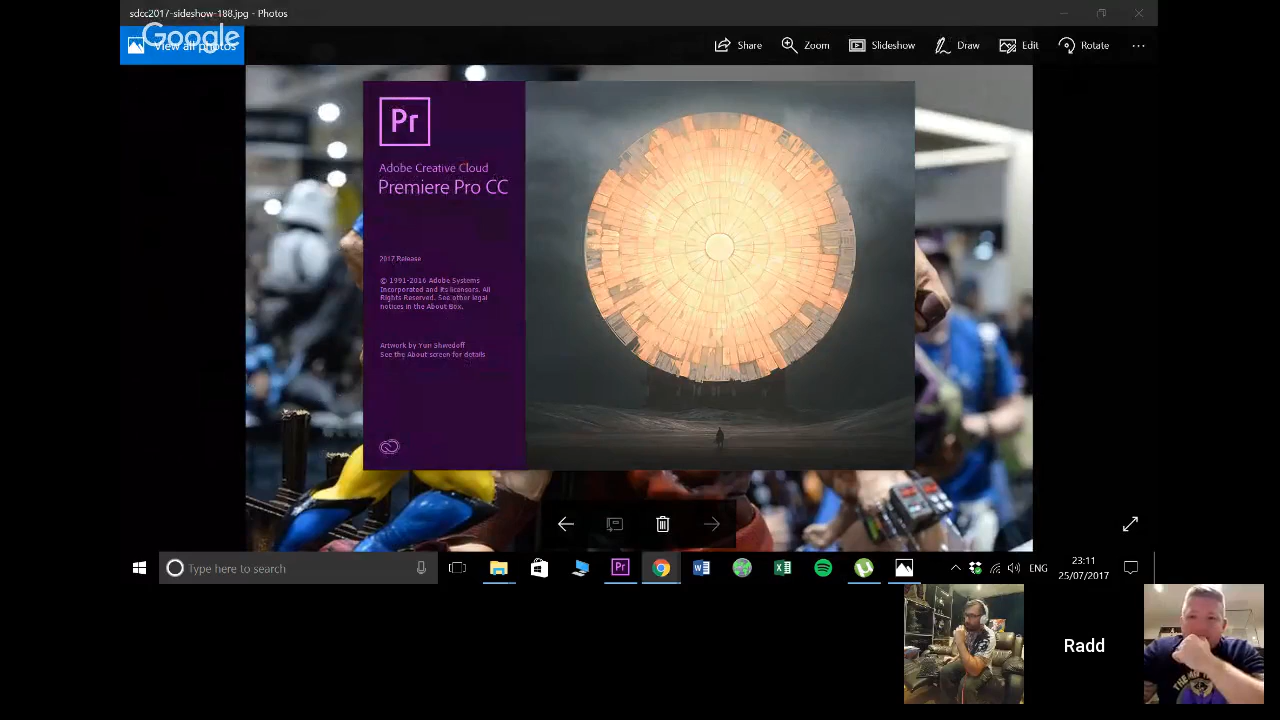 sdcc2017-sideshow-188.jpg - Photos
Google
View all photos
Share
Zoom
Slideshow
Draw
Edit
Rotate
Pr
Adobe Creative Cloud
Premiere Pro CC
2017 Release
© 1991-2016 Adobe Systems
Incorporated and its licensors. All
Rights Reserved. See other legal
notices in the About Box.
Artwork by Yuri Shwedoff
See the About screen for details
Type here to search
Pr
ENG
23:11
25/07/2017
Radd